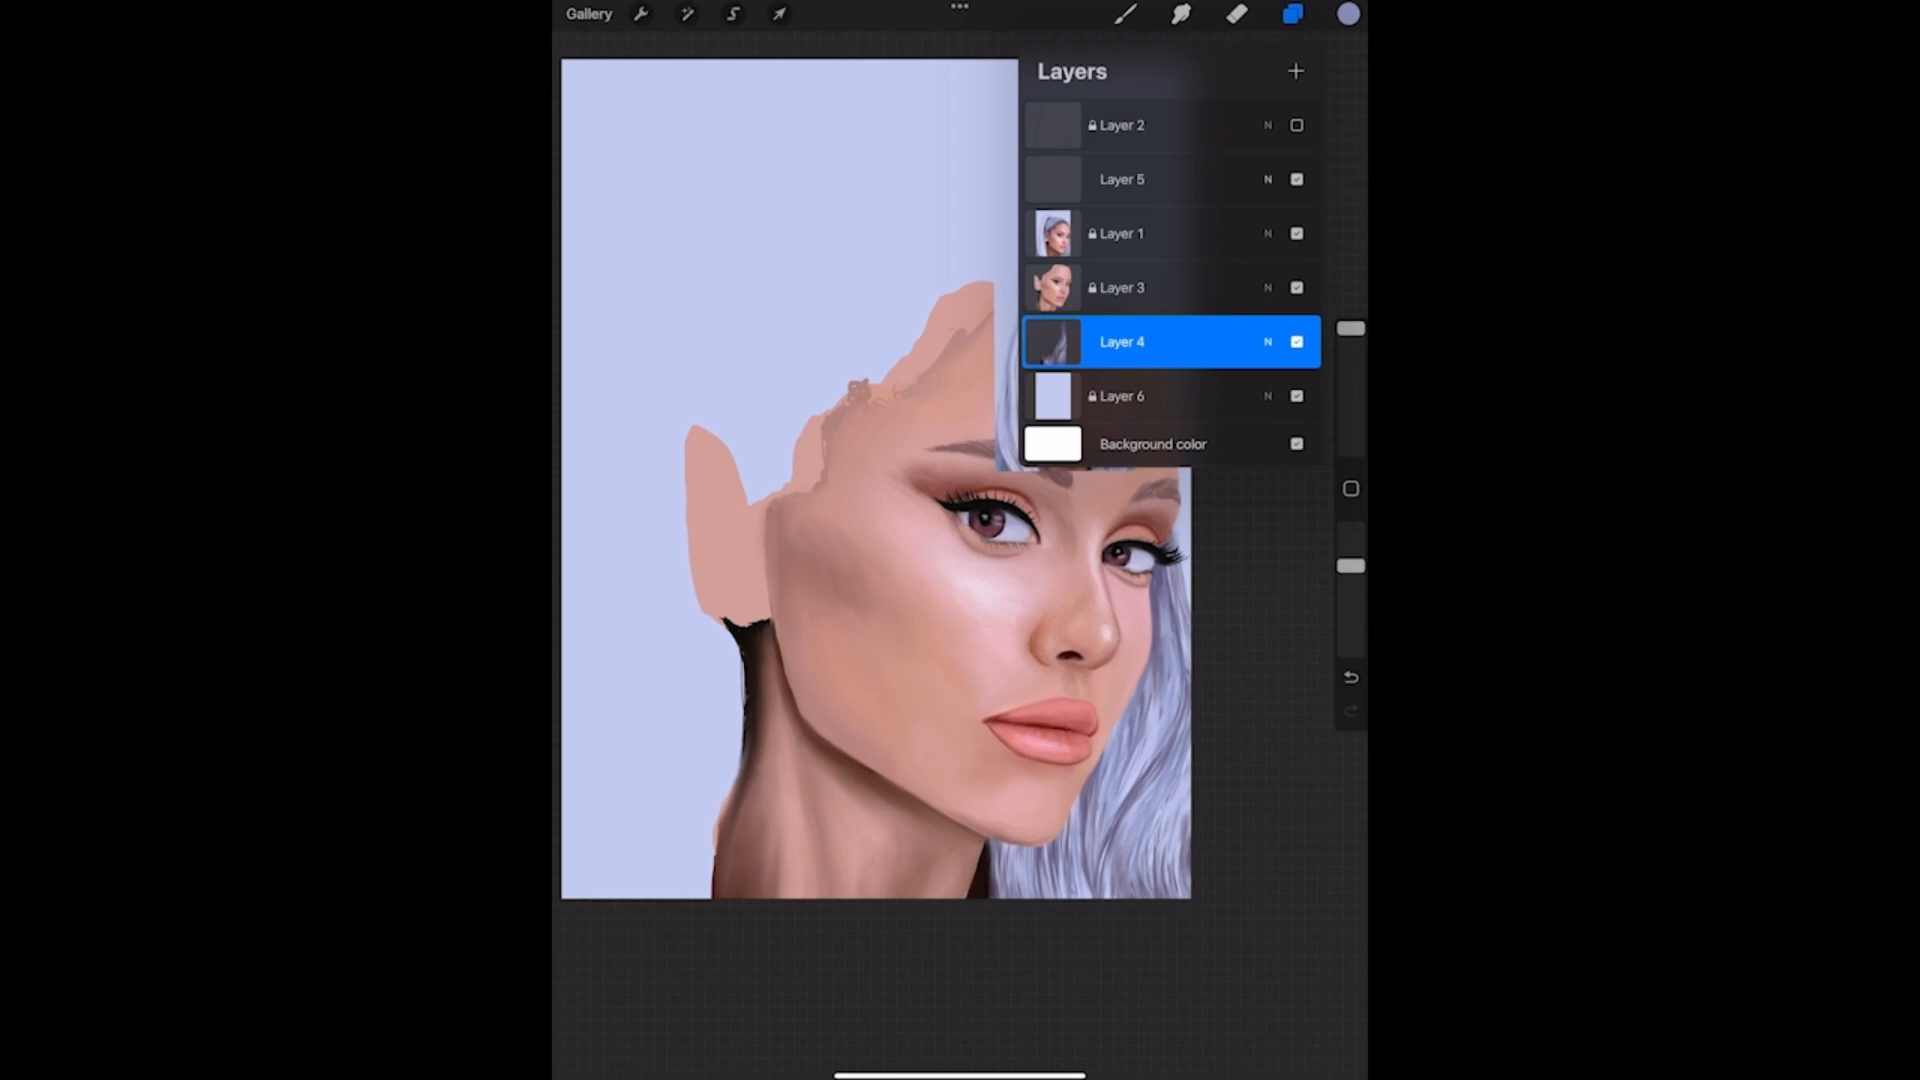 Gallery
Layers
Layer 2 N
Layer 5 N
Layer 1 N
Layer 3 N
Layer 4 N
Layer 6 N
Background color